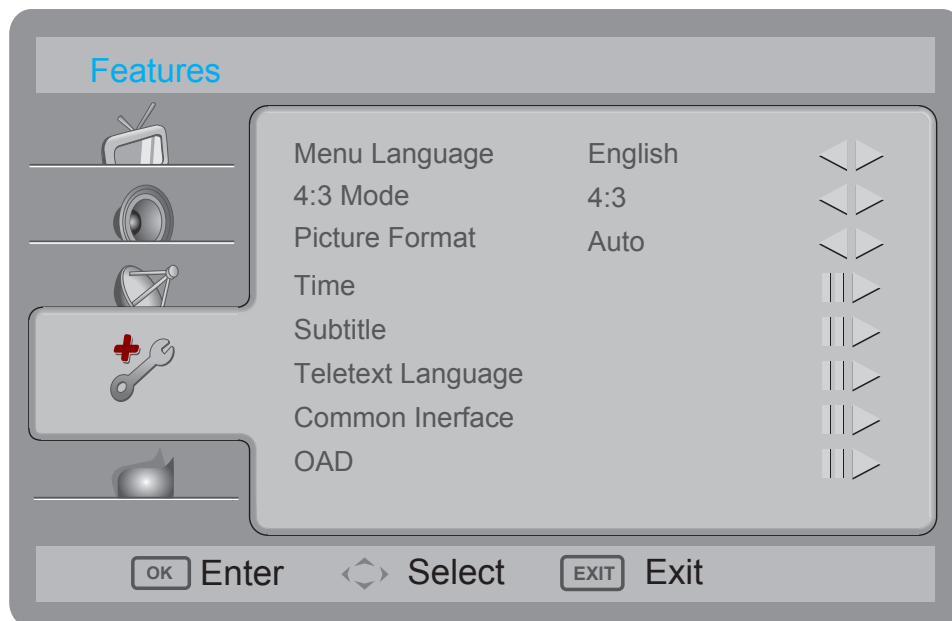 Features
Menu Language English
4:3 Mode 4:3
Picture Format Auto
Time
Subtitle
Teletext Language
Common Inerface
OAD
OK Enter Select EXIT Exit